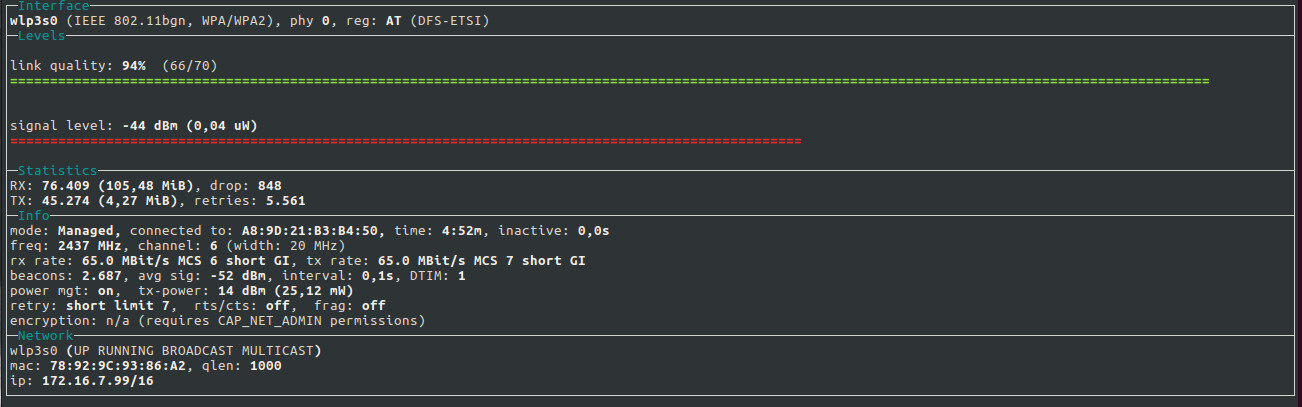 Interface
wlp3s0 (IEEE 802.11bgn, WPA/WPA2), phy 0, reg: AT (DFS-ETSI)
Levels
link quality: 94%  (66/70)
signal level: -44 dBm (0,04 uW)
Statistics
RX: 76.409 (105,48 MiB), drop: 848
TX: 45.274 (4,27 MiB), retries: 5.561
Info
mode: Managed, connected to: A8:9D:21:B3:B4:50, time: 4:52m, inactive: 0,0s
freq: 2437 MHz, channel: 6 (width: 20 MHz)
rx rate: 65.0 MBit/s MCS 6 short GI, tx rate: 65.0 MBit/s MCS 7 short GI
beacons: 2.687, avg sig: -52 dBm, interval: 0,1s, DTIM: 1
power mgt: on,  tx-power: 14 dBm (25,12 mW)
retry: short limit 7,  rts/cts: off,  frag: off
encryption: n/a (requires CAP_NET_ADMIN permissions)
Network
wlp3s0 (UP RUNNING BROADCAST MULTICAST)
mac: 78:92:9C:93:86:A2, qlen: 1000
ip: 172.16.7.99/16